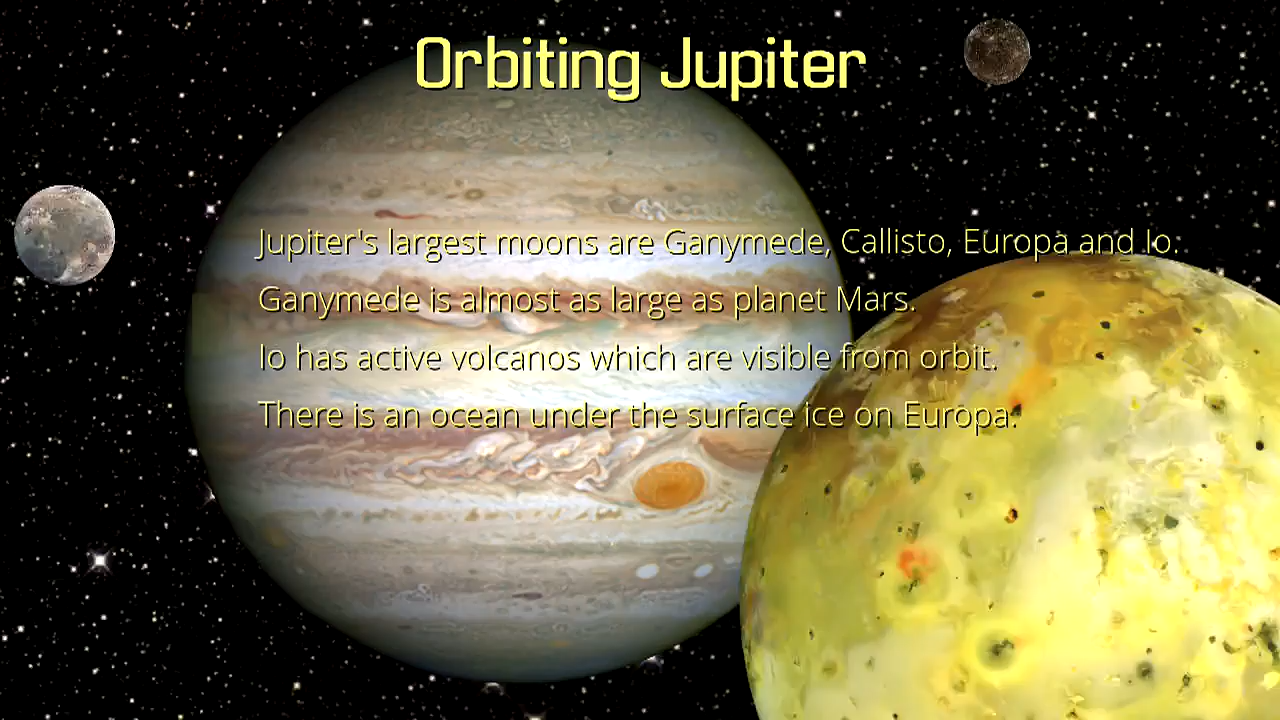 Orbiting Jupiter
Jupiter's largest moons are Ganymede, Callisto, Europa and Io.
Ganymede is almost as large as planet Mars.
Io has active volcanos which are visible from orbit.
There is an ocean under the surface ice on Europa.